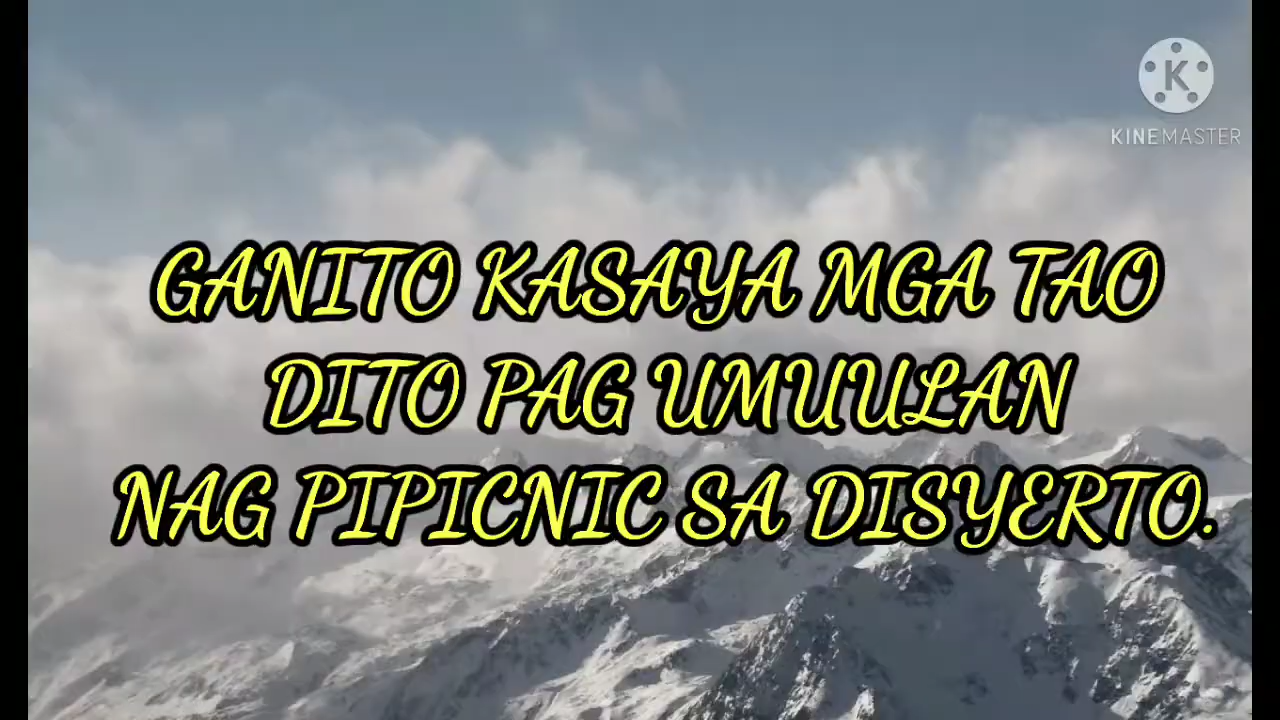 KINEMASTER
GANITO KASAYA MGA TAO
DITO PAG UMUULAN
NAG PIPICNIC SA DISYERTO.